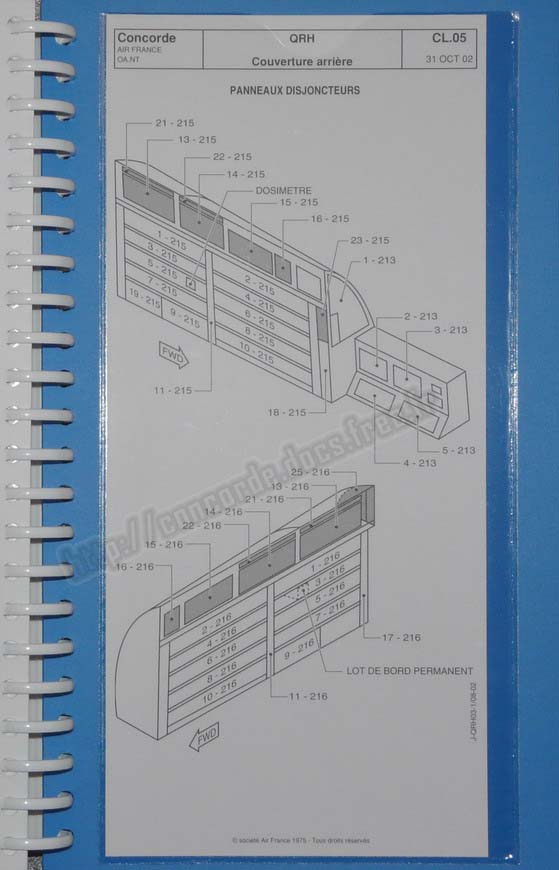 Concorde
AIR FRANCE
OA.NT
QRH
Couverture arrière
CL.05
31 OCT 02
PANNEAUX DISJONCTEURS
21 - 215
13 - 215
22 - 215
14 - 215
DOSIMETRE
15 - 215
16 - 215
23 - 215
1 - 213
1 - 215
3 - 215
5 - 215
7 - 215
19 - 215
9 - 215
2 - 215
4 - 215
6 - 215
8 - 215
10 - 215
2 - 213
3 - 213
FWD
11 - 215
18 - 215
5 - 213
4 - 213
25 - 216
13 - 216
21 - 216
14 - 216
22 - 216
15 - 216
16 - 216
1 - 216
3 - 216
5 - 216
7 - 216
9 - 216
2 - 216
4 - 216
6 - 216
8 - 216
10 - 216
17 - 216
LOT DE BORD PERMANENT
11 - 216
FWD
J-QRH03-1/08-02
© société Air France 1975 - Tous droits réservés